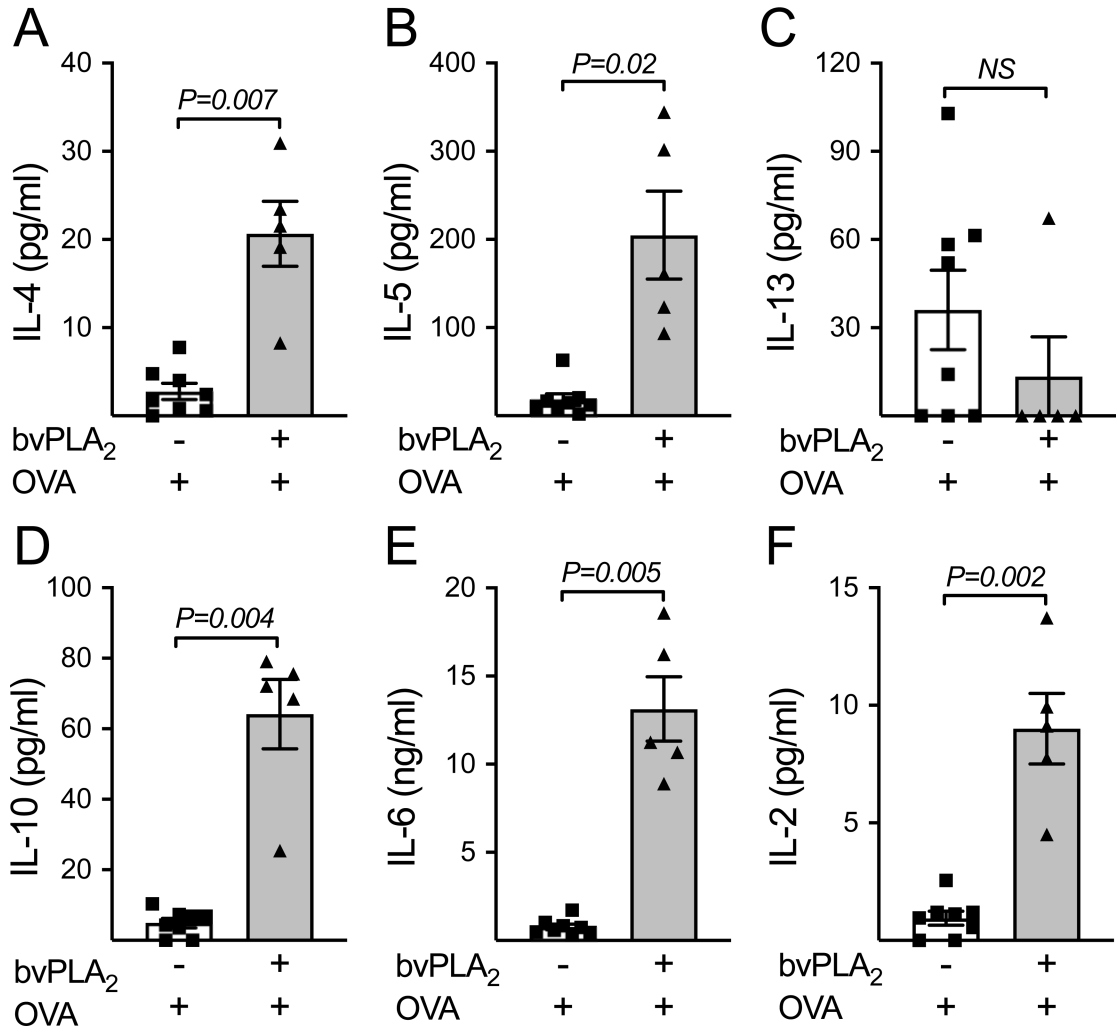 A
IL-4 (pg/ml)
40
30
20
10
P=0.007
bvPLA2 - +
OVA + +
B
IL-5 (pg/ml)
400
300
200
100
P=0.02
bvPLA2 - +
OVA + +
C
IL-13 (pg/ml)
120
90
60
30
NS
bvPLA2 - +
OVA + +
D
IL-10 (pg/ml)
100
80
60
40
20
P=0.004
bvPLA2 - +
OVA + +
E
IL-6 (ng/ml)
20
15
10
5
P=0.005
bvPLA2 - +
OVA + +
F
IL-2 (pg/ml)
15
10
5
P=0.002
bvPLA2 - +
OVA + +